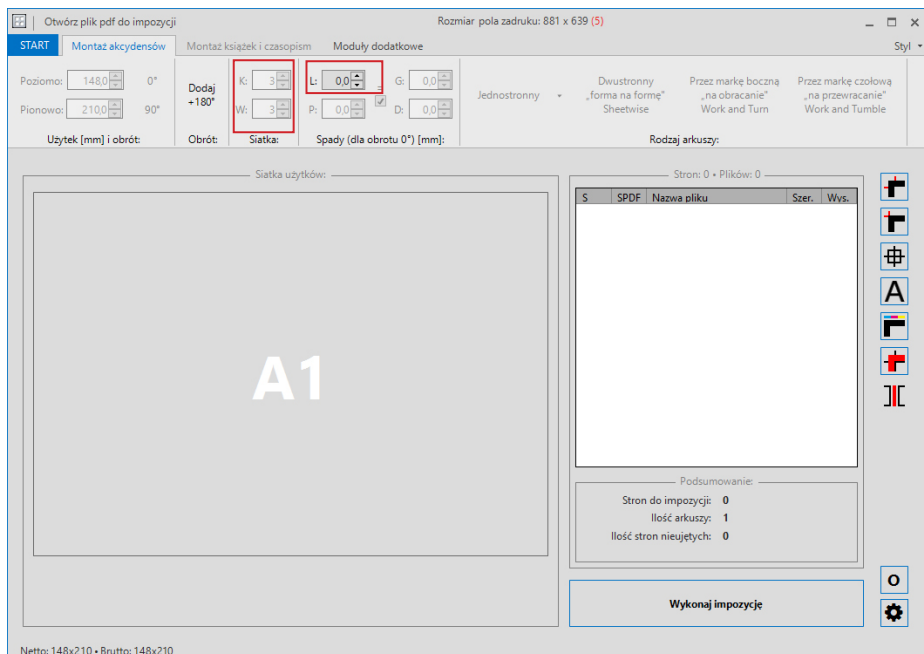 Otwórz plik pdf do impozycji
Rozmiar pola zadruku: 881 x 639 (5)
START Montaż akcydensów Montaż książek i czasopism Moduły dodatkowe Styl
Poziomo: 148,0 0° Dodaj +180° K: 3 L: 0,0 = G: 0,0 Jednostronny Dwustronny „forma na formę" Sheetwise Przez markę boczną „na obracanie" Work and Turn Przez markę czołową „na przewracanie" Work and Tumble
Pionowo: 210,0 90° W: 3 P: 0,0 D: 0,0
Użytek [mm] i obrót: Obrót: Siatka: Spady (dla obrotu 0°) [mm]: Rodzaj arkuszy:
Siatka użytków:
A1
Stron: 0 • Plików: 0
S SPDF Nazwa pliku Szer. Wys.
A
Podsumowanie:
Stron do impozycji: 0
Ilość arkuszy: 1
Ilość stron nieujętych: 0
O
Wykonaj impozycję
Netto: 148x210 • Brutto: 148x210